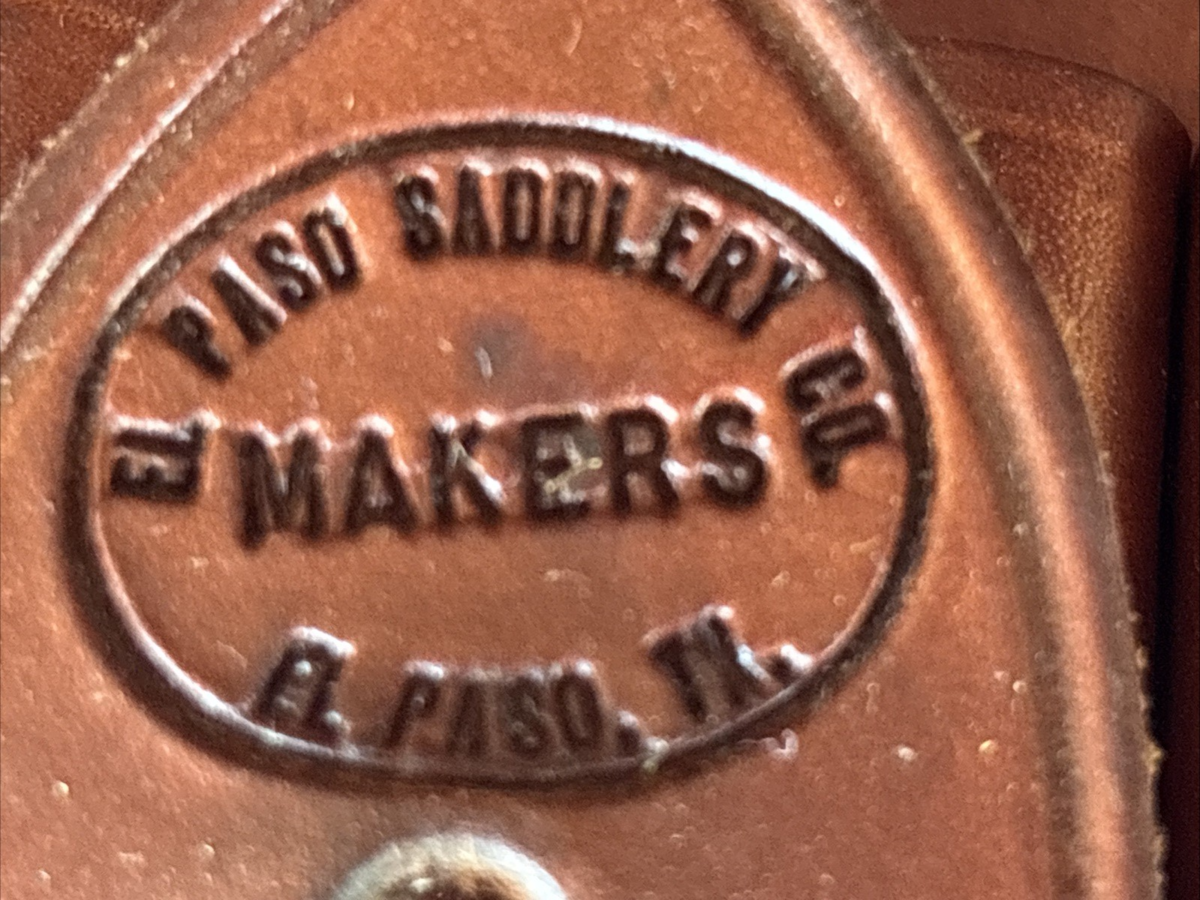 EL PASO SADDLERY CO.
MAKERS
EL PASO, TX.